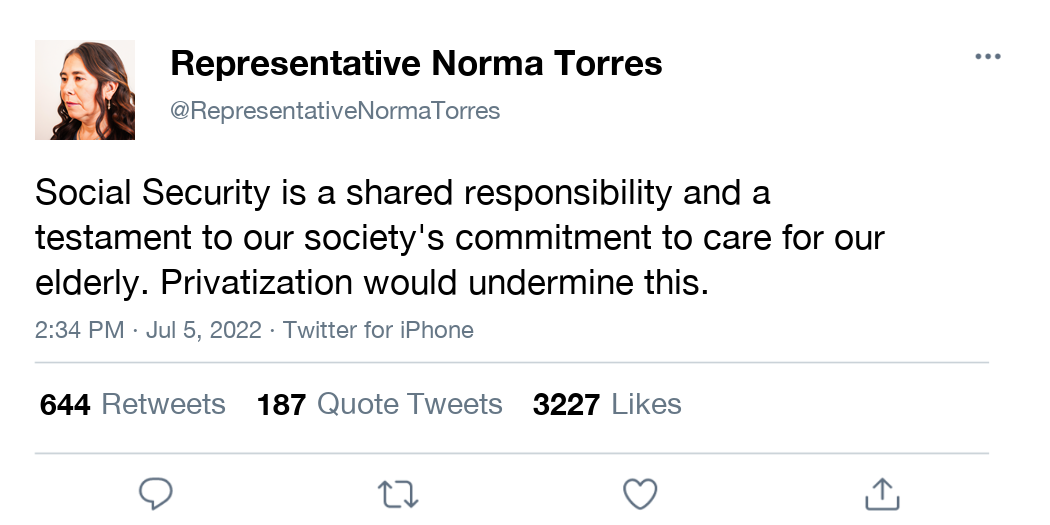 Representative Norma Torres
@RepresentativeNormaTorres
Social Security is a shared responsibility and a
testament to our society's commitment to care for our
elderly. Privatization would undermine this.
2:34 PM · Jul 5, 2022 · Twitter for iPhone
644 Retweets 187 Quote Tweets 3227 Likes